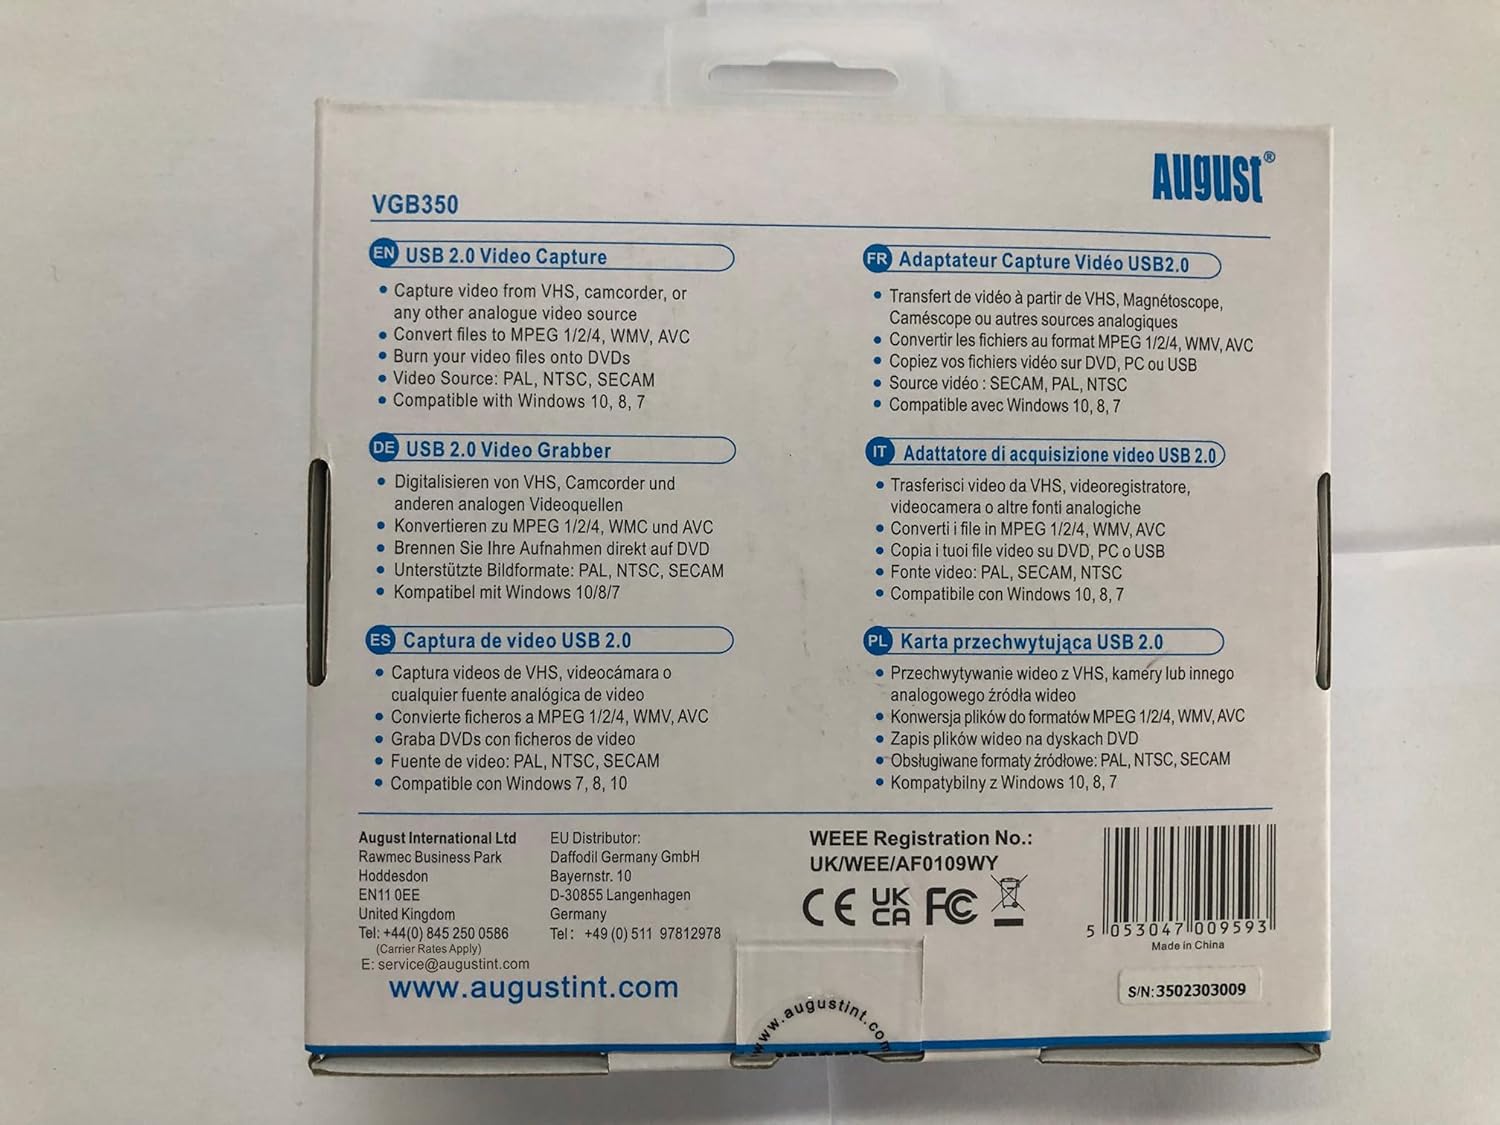 August®
VGB350
EN USB 2.0 Video Capture
• Capture video from VHS, camcorder, or
any other analogue video source
• Convert files to MPEG 1/2/4, WMV, AVC
• Burn your video files onto DVDs
• Video Source: PAL, NTSC, SECAM
• Compatible with Windows 10, 8, 7
DE USB 2.0 Video Grabber
• Digitalisieren von VHS, Camcorder und
anderen analogen Videoquellen
• Konvertieren zu MPEG 1/2/4, WMC und AVC
• Brennen Sie Ihre Aufnahmen direkt auf DVD
• Unterstützte Bildformate: PAL, NTSC, SECAM
• Kompatibel mit Windows 10/8/7
ES Captura de video USB 2.0
• Captura videos de VHS, videocámara o
cualquier fuente analógica de video
• Convierte ficheros a MPEG 1/2/4, WMV, AVC
• Graba DVDs con ficheros de video
• Fuente de video: PAL, NTSC, SECAM
• Compatible con Windows 7, 8, 10
FR Adaptateur Capture Vidéo USB2.0
• Transfert de vidéo à partir de VHS, Magnétoscope,
Caméscope ou autres sources analogiques
• Convertir les fichiers au format MPEG 1/2/4, WMV, AVC
• Copiez vos fichiers vidéo sur DVD, PC ou USB
• Source vidéo : SECAM, PAL, NTSC
• Compatible avec Windows 10, 8, 7
IT Adattatore di acquisizione video USB 2.0
• Trasferisci i video da VHS, videoregistratore,
videocamera o altre fonti analogiche
• Converti i file in MPEG 1/2/4, WMV, AVC
• Copia i tuoi file video su DVD, PC o USB
• Fonte video: PAL, SECAM, NTSC
• Compatibile con Windows 10, 8, 7
PL Karta przechwytująca USB 2.0
• Przechwytywanie wideo z VHS, kamery lub innego
analogowego źródła wideo
• Konwersja plików do formatów MPEG 1/2/4, WMV, AVC
• Zapis plików wideo na dyskach DVD
• Obsługiwane formaty źródłowe: PAL, NTSC, SECAM
• Kompatybilny z Windows 10, 8, 7
August International Ltd
Rawmec Business Park
Hoddesdon
EN11 0EE
United Kingdom
Tel: +44(0) 845 250 0586
(Carrier Rates Apply)
E: service@augustint.com
EU Distributor:
Daffodil Germany GmbH
Bayernstr. 10
D-30855 Langenhagen
Germany
Tel: +49 (0) 511 97812978
www.augustint.com
WEEE Registration No.:
UK/WEE/AF0109WY
CE UK CA FC
5 053047 009593
Made in China
S/N: 3502303009
www.augustint.com